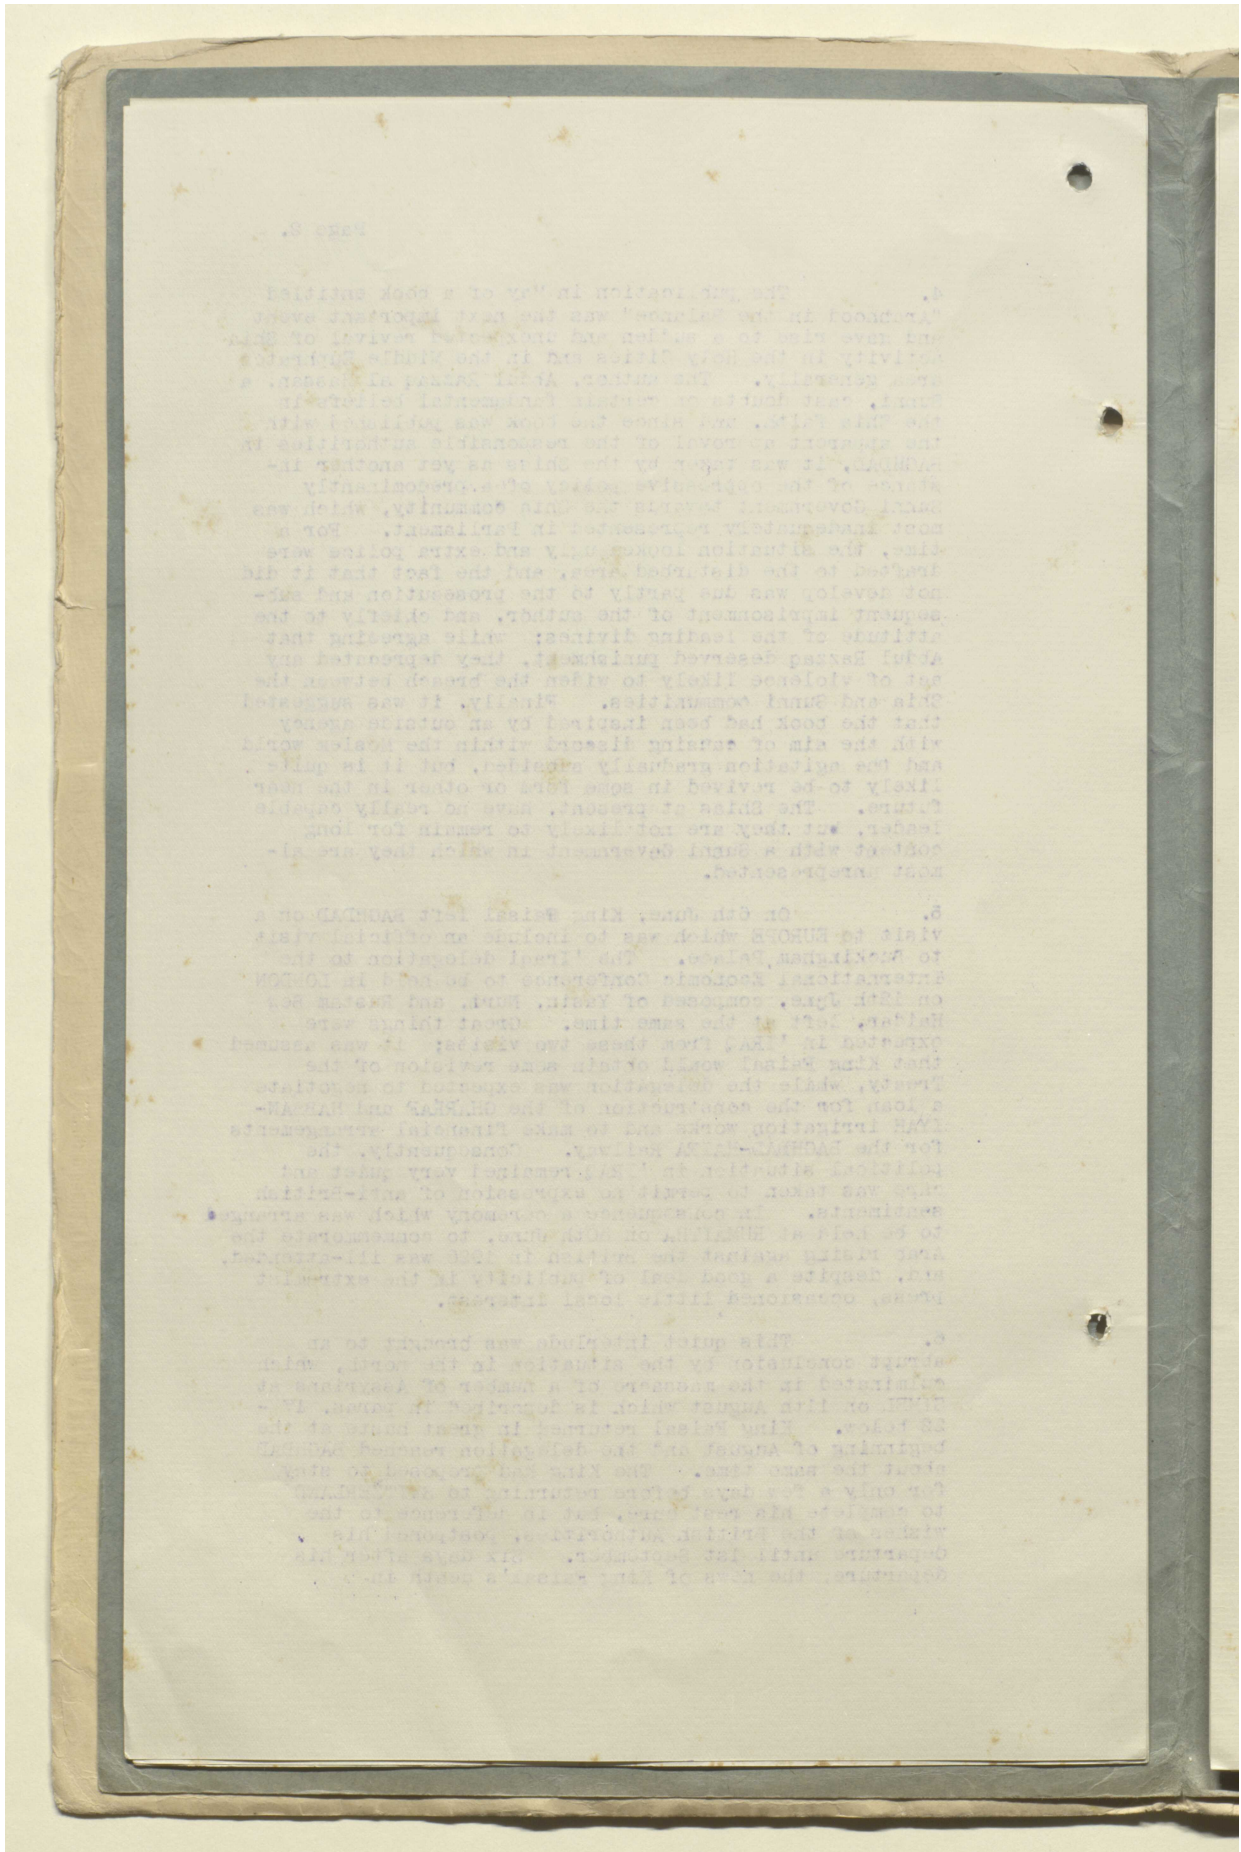 Page 2.
4. The publication in May of a book entitled
in the Balance" was the next important event
and gave rise to a sudden and unexpected revival of Shia
activity in the Holy Cities and in the Middle Euphrates
area generally. The author, Abdul Razzaq al Hassan, a
Sunni, cast doubts on certain fundamental beliefs in
the Shia faith, and since the book was published with
the apparent approval of the responsible authorities in
BAGHDAD, it was taken by the Shias as yet another in-
stance of the oppressive policy of a predominantly
Sunni Government towards the Shia community, which was
most inadequately represented in Parliament. For a
time, the situation looked ugly and extra police were
drafted to the disturbed area, and the fact that it did
not develop was due partly to the prosecution and sub-
sequent imprisonment of the author, and chiefly to the
attitude of the leading divines; while agreeing that
Abdul Razzaq deserved punishment, they deprecated any
act of violence likely to widen the breach between the
Shia and Sunni communities. Finally, it was suggested
that the book had been inspired by an outside agency
with the aim of causing discord within the Moslem world
and the agitation gradually subsided, but it is quite
likely to be revived in some form or other in the near
future. The Shias at present, have no really capable
leader, but they are not likely to remain for long
content with a Sunni Government in which they are al-
most unrepresented.
5. On 6th June, King Faisal left BAGHDAD on a
visit to EUROPE which was to include an official visit
to Buckingham Palace. The 'Iraqi delegation to the
International Economic Conference to be held in LONDON
on 12th June, composed of Yasin, Nuri, and Rustam Beg
Haidar, left at the same time. Great things were
expected in 'IRAQ from these two visits; it was assumed
that King Faisal would obtain some revision of the
Treaty, while the delegation was expected to negotiate
a loan for the construction of the GHARRAF and HABBAN-
IYAH irrigation works and to make financial arrangements
for the BAGHDAD-HAIFA Railway. Consequently, the
political situation in 'IRAQ remained very quiet and
care was taken to permit no expression of anti-British
sentiments. In consequence a ceremony which was arranged
to be held at RUMAITHA on 30th June, to commemorate the
Arab rising against the British in 1920 was ill-attended,
and, despite a good deal of publicity in the extremist
press, occasioned little local interest.
6. This quiet interlude was brought to an
abrupt conclusion by the situation in the north, which
culminated in the massacre of a number of Assyrians at
SIMEL on 11th August which is described in paras. 17 -
28 below. King Faisal returned in great haste at the
beginning of August and the delegation reached BAGHDAD
about the same time. The King had proposed to stay
for only a few days before returning to SWITZERLAND
to complete his rest cure, but in deference to the
wishes of the British Authorities, postponed his
departure until 1st September. Six days after his
departure, the news of King Faisal's death in